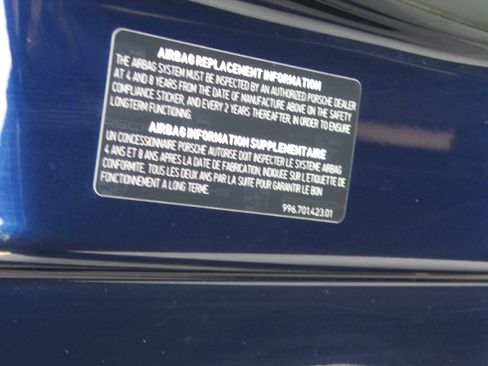 AIRBAG REPLACEMENT INFORMATION
THE AIRBAG SYSTEM MUST BE INSPECTED BY AN AUTHORIZED PORSCHE DEALER
AT 4 AND 8 YEARS FROM THE DATE OF MANUFACTURE ABOVE ON THE SAFETY
COMPLIANCE STICKER, AND EVERY 2 YEARS THEREAFTER, IN ORDER TO ENSURE
LONGTERM FUNCTIONING.
AIRBAG INFORMATION SUPPLEMENTAIRE
UN CONCESSIONNAIRE PORSCHE AUTORISE DOIT INSPECTER LE SYSTEME AIRBAG
4 ANS ET 8 ANS APRES LA DATE DE FABRICATION, INDIQUEE SUR L'ETIQUETTE DE
CONFORMITE. TOUS LES DEUX ANS PAR LA SUITE POUR GARANTIR LE BON
FONCTIONNEMENT A LONG TERME.
996.701.423.01